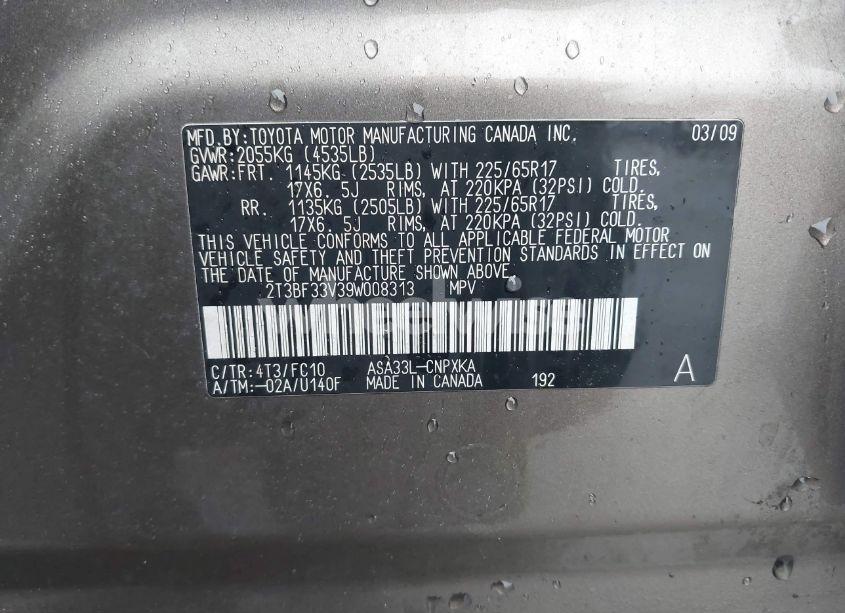 MFD.BY:TOYOTA MOTOR MANUFACTURING CANADA INC. 03/09
GVWR:2055KG (4535LB)
GAWR:FRT. 1145KG (2535LB) WITH 225/65R17 TIRES,
17X6. 5J RIMS, AT 220KPA (32PSI) COLD.
RR. 1135KG (2505LB) WITH 225/65R17 TIRES,
17X6. 5J RIMS, AT 220KPA (32PSI) COLD.
THIS VEHICLE CONFORMS TO ALL APPLICABLE FEDERAL MOTOR
VEHICLE SAFETY AND THEFT PREVENTION STANDARDS IN EFFECT ON
THE DATE OF MANUFACTURE SHOWN ABOVE.
2T3BF33V39W008313 MPV
wheelwise
C/TR:4T3/FC10 ASA33L-CNPXKA
A/TM:-02A/U140F MADE IN CANADA 192 A